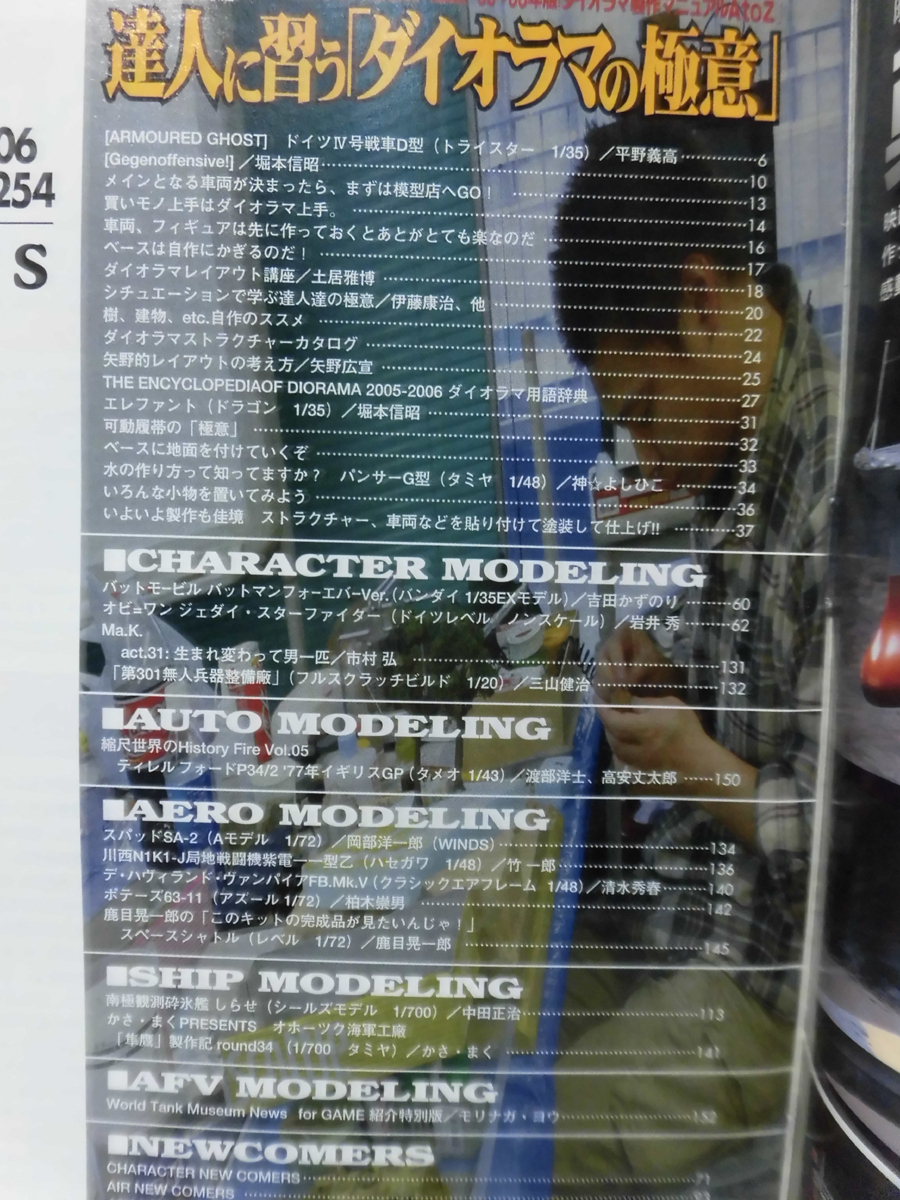 ダイオラマ製作マニュアルAtoZ
達人に習う「ダイオラマの極意」
06
254
S
[ARMOURED GHOST]　ドイツⅣ号戦車D型（トライスター　1/35）／平野義高 6
[Gegenoffensive!]／堀本信昭 10
メインとなる車両が決まったら、まずは模型店へGO！ 13
買いモノ上手はダイオラマ上手。 14
車両、フィギュアは先に作っておくとあとがとても楽なのだ 16
ベースは自作にかぎるのだ！ 17
ダイオラマレイアウト講座／土居雅博 18
シチュエーションで学ぶ達人達の極意／伊藤康治、他 20
樹、建物、etc.自作のススメ 22
ダイオラマストラクチャーカタログ 24
矢野的レイアウトの考え方／矢野広宣 25
THE ENCYCLOPEDIAOF DIORAMA 2005-2006 ダイオラマ用語辞典 27
エレファント（ドラゴン　1/35）／堀本信昭 31
可動履帯の「極意」 32
ベースに地面を付けていくぞ 33
水の作り方って知ってますか？　パンサーG型（タミヤ　1/48）／神☆よしひこ 34
いろんな小物を置いてみよう 36
いよいよ製作も佳境　ストラクチャー、車両などを貼り付けて塗装して仕上げ!! 37
■CHARACTER MODELING
バットモービル バットマンフォーエバーVer.（バンダイ 1/35EXモデル）／吉田かずのり 60
オビ=ワン ジェダイ・スターファイター（ドイツレベル　ノンスケール）／岩井 秀 62
Ma.K.
act.31: 生まれ変わって男一匹／市村 弘 131
「第301無人兵器整備廠」（フルスクラッチビルド　1/20）／三山健治 132
■AUTO MODELING
縮尺世界のHistory Fire Vol.05
ティレル フォードP34/2 '77年イギリスGP（タメオ 1/43）／渡部洋士、高安丈太郎 150
■AERO MODELING
スパッドSA-2（Aモデル　1/72）／岡部洋一郎（WINDS） 134
川西N1K1-J局地戦闘機紫電一一型乙（ハセガワ　1/48）／竹 一郎 136
デ・ハヴィランド・ヴァンパイアFB.Mk.V（クラシックエアフレーム　1/48）／清水秀春 140
ポテーズ63-11（アズール 1/72）／柏木崇男 142
鹿目晃一郎の「このキットの完成品が見たいんじゃ！」
スペースシャトル（レベル　1/72）／鹿目晃一郎 145
■SHIP MODELING
南極観測砕氷艦 しらせ（シールズモデル　1/700）／中田正治 113
かさ・まくPRESENTS　オホーツク海軍工廠
「隼鷹」製作記 round34　（1/700　タミヤ）／かさ・まく 141
■AFV MODELING
World Tank Museum News　for GAME 紹介特別版／モリナガ・ヨウ 152
■NEWCOMERS
CHARACTER NEW COMERS
AIR NEW COMERS